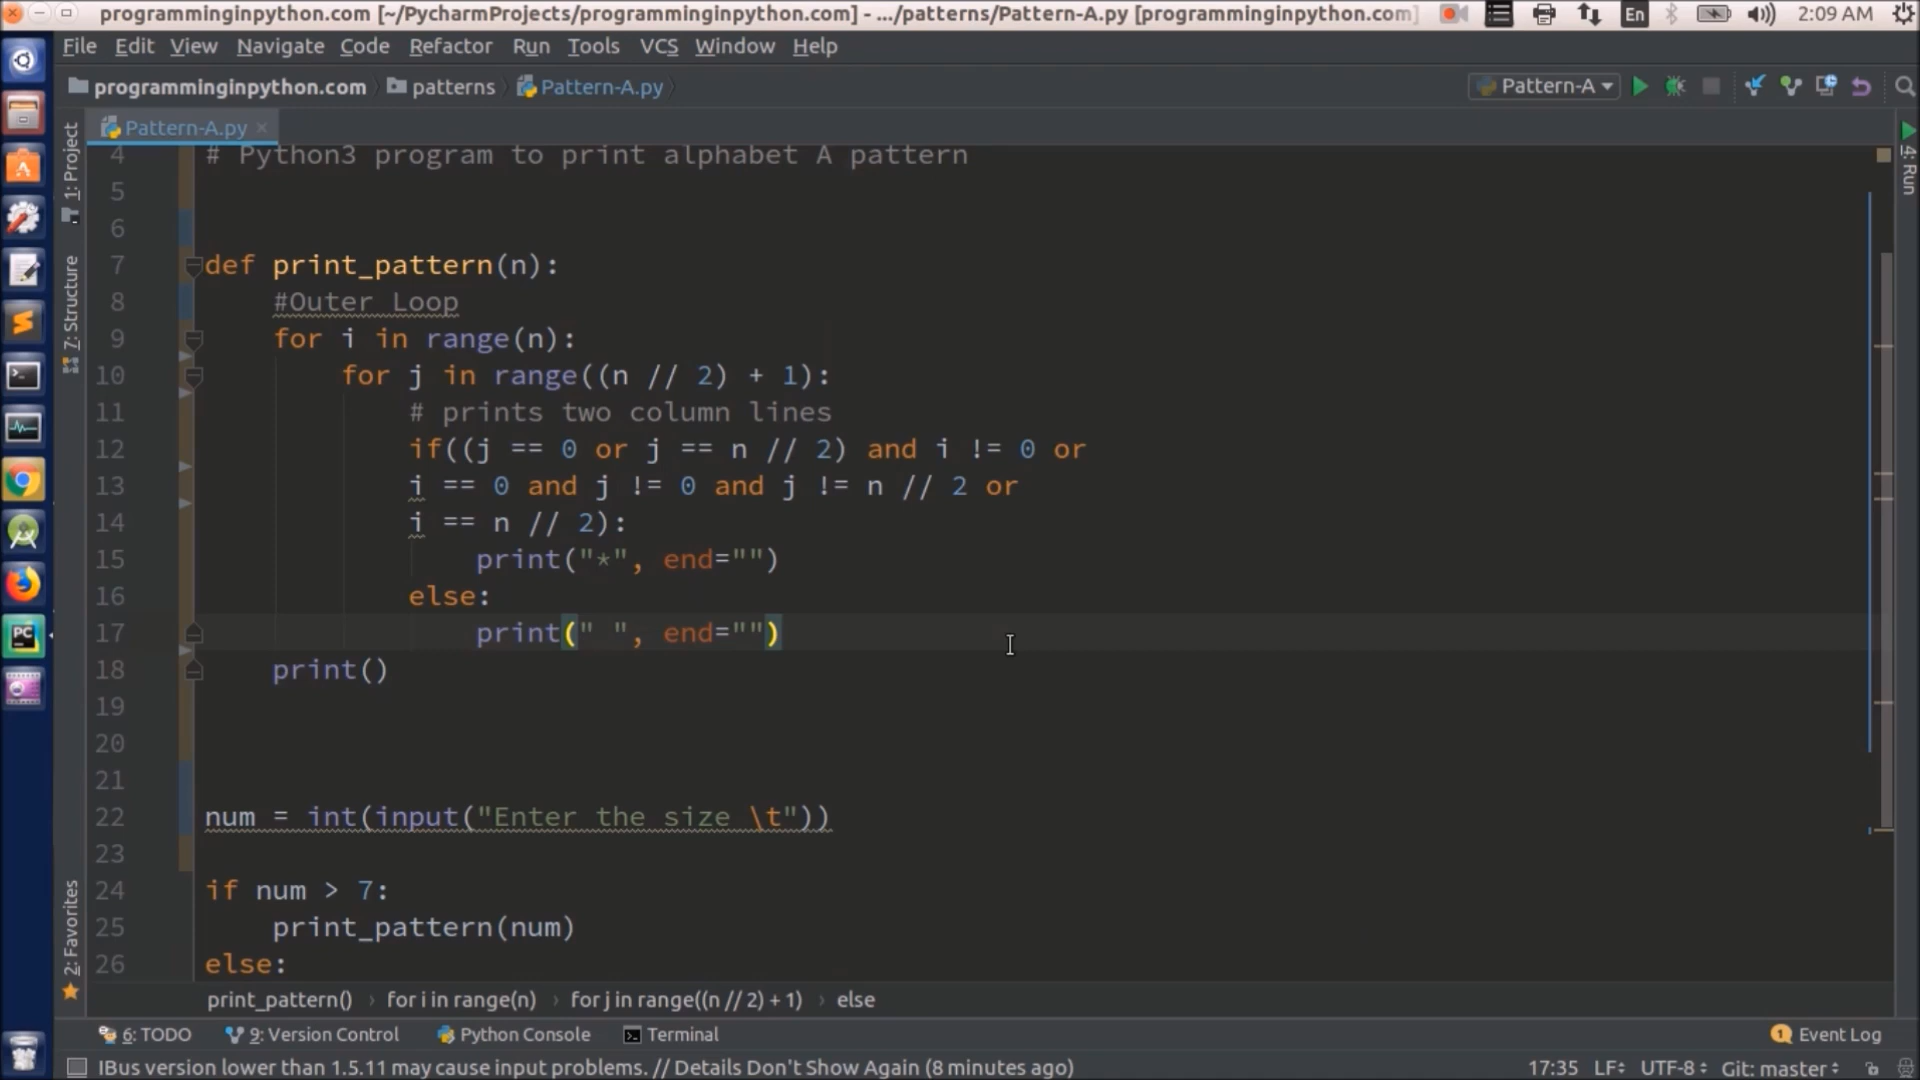 programminginpython.com [~/PycharmProjects/programminginpython.com] - .../patterns/Pattern-A.py [programminginpython.com] En 2:09 AM
File Edit View Navigate Code Refactor Run Tools VCS Window Help
programminginpython.com patterns Pattern-A.py Pattern-A
Pattern-A.py
1: Project
7: Structure
2: Favorites
4: Run
4 # Python3 program to print alphabet A pattern
5
6
7 def print_pattern(n):
8 #Outer Loop
9 for i in range(n):
10 for j in range((n // 2) + 1):
11 # prints two column lines
12 if((j == 0 or j == n // 2) and i != 0 or
13 i == 0 and j != 0 and j != n // 2 or
14 i == n // 2):
15 print("*", end="")
16 else:
17 print(" ", end="")
18 print()
19
20
21
22 num = int(input("Enter the size \t"))
23
24 if num > 7:
25 print_pattern(num)
26 else:
print_pattern() › for i in range(n) › for j in range((n // 2) + 1) › else
6: TODO 9: Version Control Python Console Terminal 1 Event Log
IBus version lower than 1.5.11 may cause input problems. // Details Don't Show Again (8 minutes ago) 17:35 LF UTF-8 Git: master